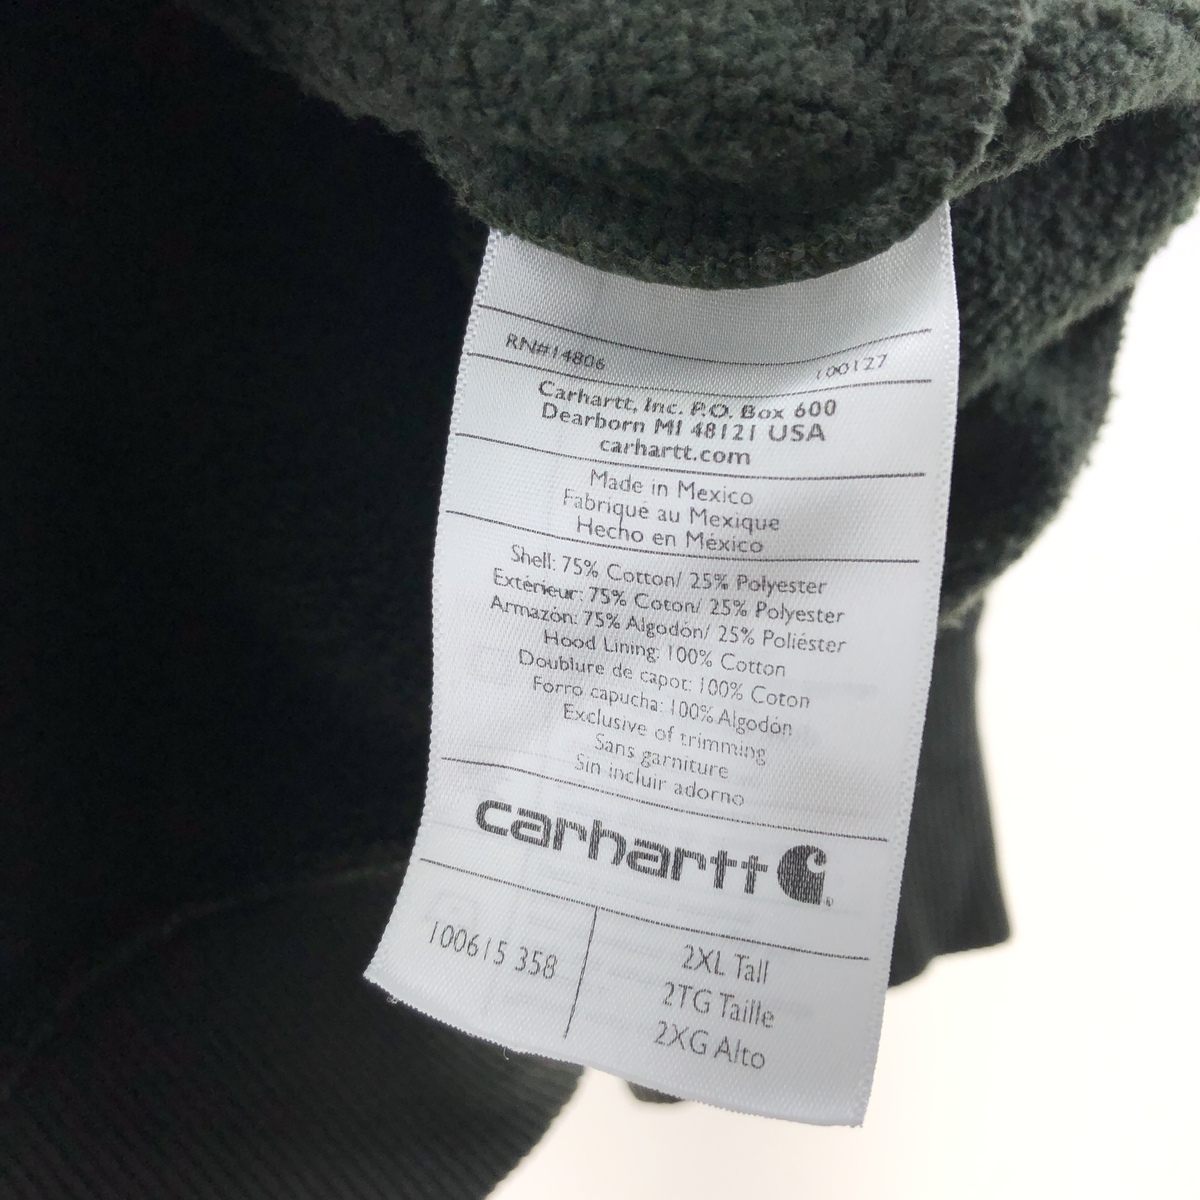 RN#14806 100127
Carhartt, Inc. P.O. Box 600
Dearborn MI 48121 USA
carhartt.com
Made in Mexico
Fabriqué au Mexique
Hecho en México
Shell: 75% Cotton/ 25% Polyester
Extérieur: 75% Coton/ 25% Polyester
Armazón: 75% Algodón/ 25% Poliéster
Hood Lining: 100% Cotton
Doublure de capot: 100% Coton
Forro capucha: 100% Algodón
Exclusive of trimming
Sans garniture
Sin incluir adorno
carhartt
100615 358
2XL Tall
2TG Taille
2XG Alto